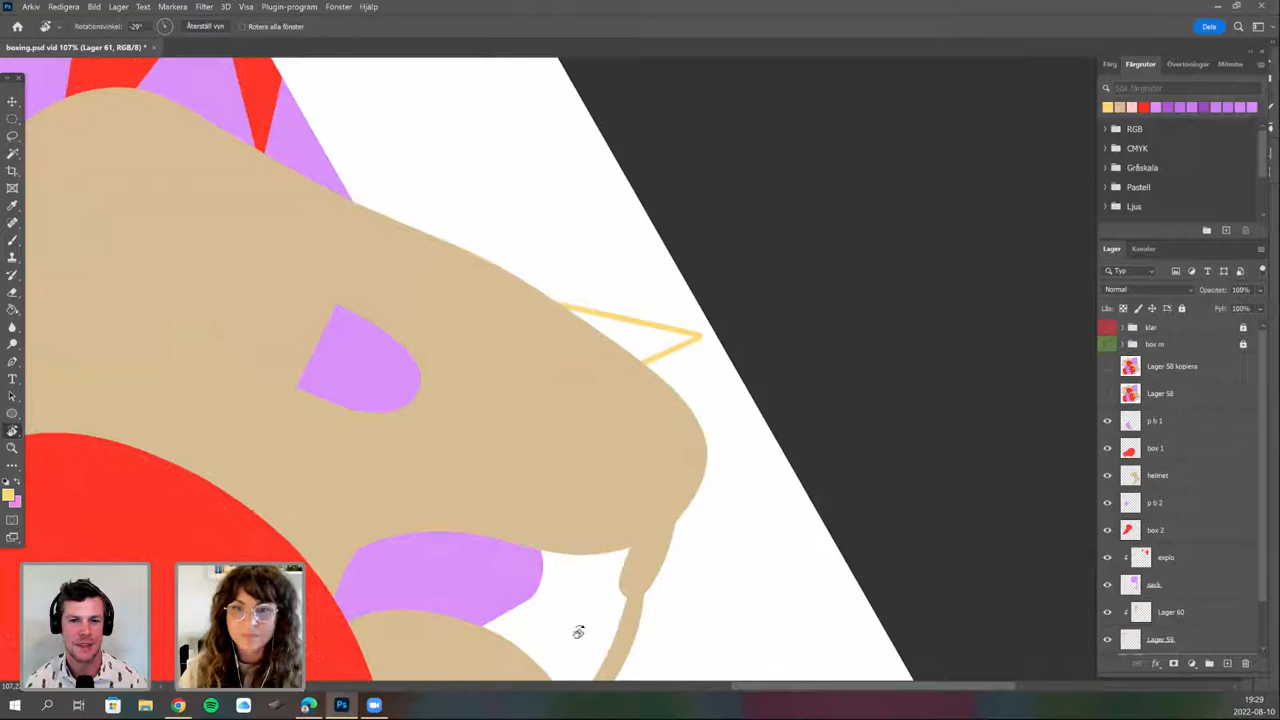 Arkiv Redigera Bild Lager Text Markera Filter 3D Visa Plugin-program Fönster Hjälp
Rotationsvinkel: -29° Återställ vyn Rotera alla fönster Dela
boxing.psd vid 107% (Lager 61, RGB/8) *
Färg Färgrutor Övertoningar Mönster
Sök färgrutor
RGB
CMYK
Gråskala
Pastell
Ljus
Lager Kanaler
Typ
Normal Opacitet: 100%
Lås: Fyll: 100%
klar
box m
Lager 58 kopiera
Lager 58
p b 1
box 1
helmet
p b 2
box 2
explo
sack
Lager 60
Lager 59
19:29
2022-08-10